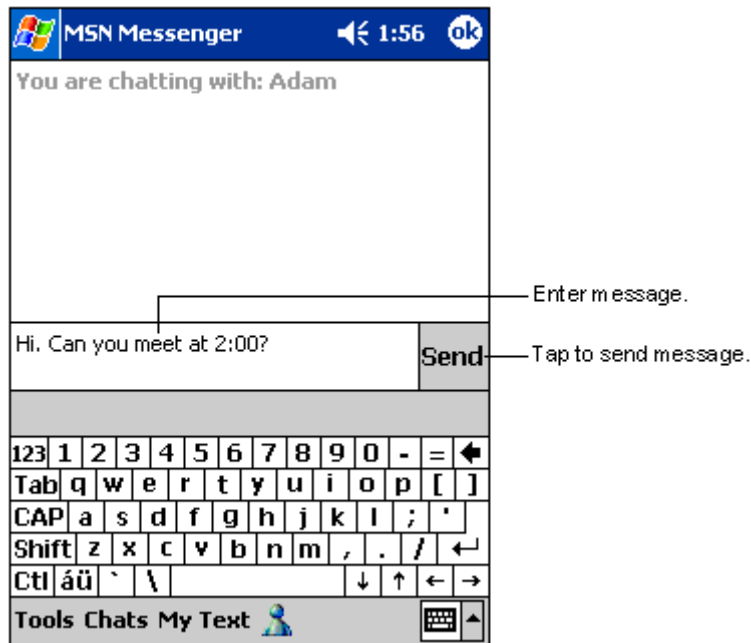 MSN Messenger 1:56 ok
You are chatting with: Adam
Enter message.
Hi. Can you meet at 2:00?
Send
Tap to send message.
123 1 2 3 4 5 6 7 8 9 0 - = 
Tab q w e r t y u i o p [ ]
CAP a s d f g h j k l ; '
Shift z x c v b n m , . / ↵
Ctl áü ` \ ↓ ↑ ← →
Tools Chats My Text